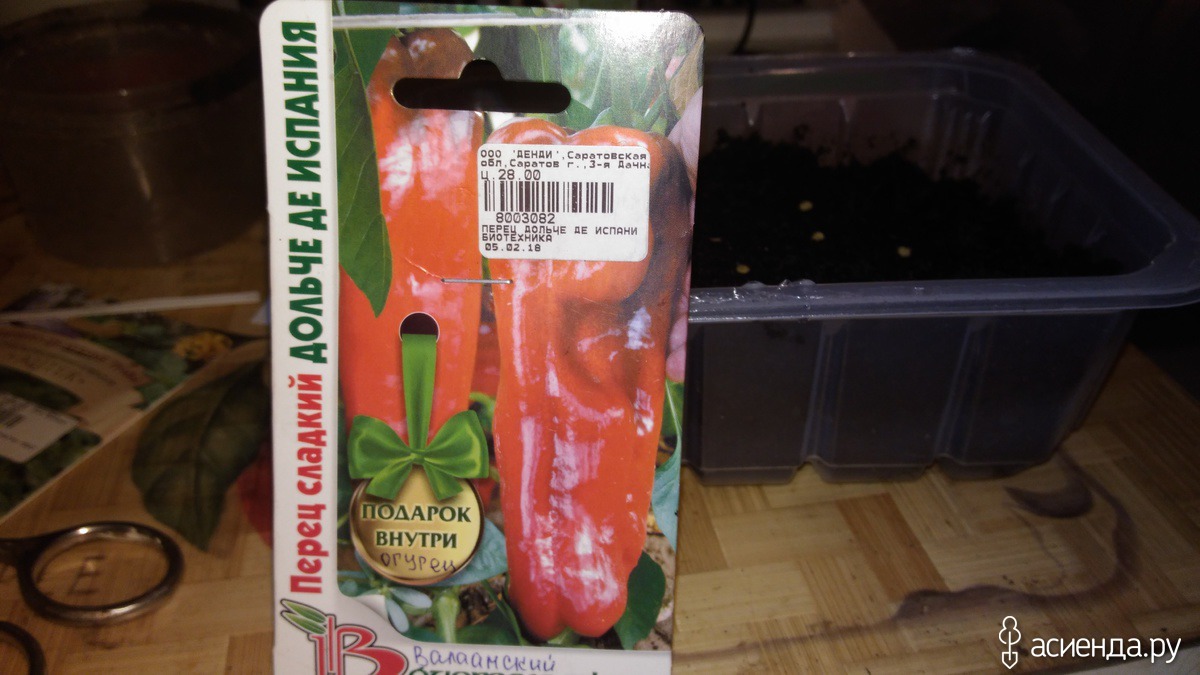 Перец сладкий ДОЛЬЧЕ ДЕ ИСПАНИЯ
ООО "ДЕНДИ",Саратовская
обл,Саратов г.,3-я Дачна
Ц.28.00
8003082
ПЕРЕЦ ДОЛЬЧЕ ДЕ ИСПАНИ
БИОТЕХНИКА
05.02.18
ПОДАРОК
ВНУТРИ
огурец
Валаамский
асиенда.ру